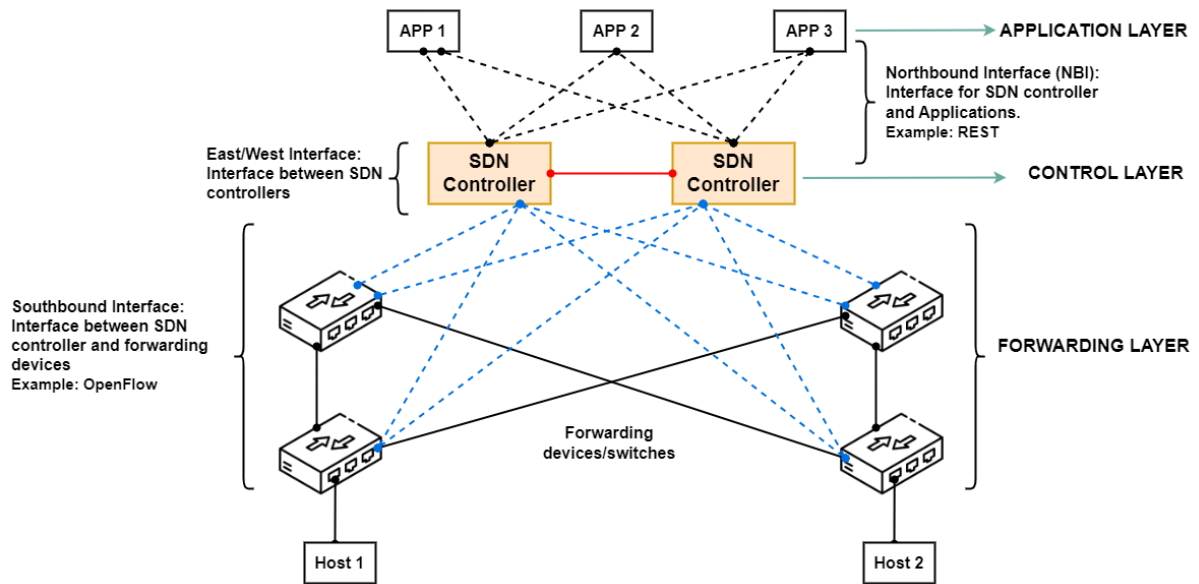 APP 1
APP 2
APP 3
APPLICATION LAYER
Northbound Interface (NBI):
Interface for SDN controller
and Applications.
Example: REST
East/West Interface:
Interface between SDN
controllers
SDN
Controller
SDN
Controller
CONTROL LAYER
Southbound Interface:
Interface between SDN
controller and forwarding
devices
Example: OpenFlow
FORWARDING LAYER
Forwarding
devices/switches
Host 1
Host 2